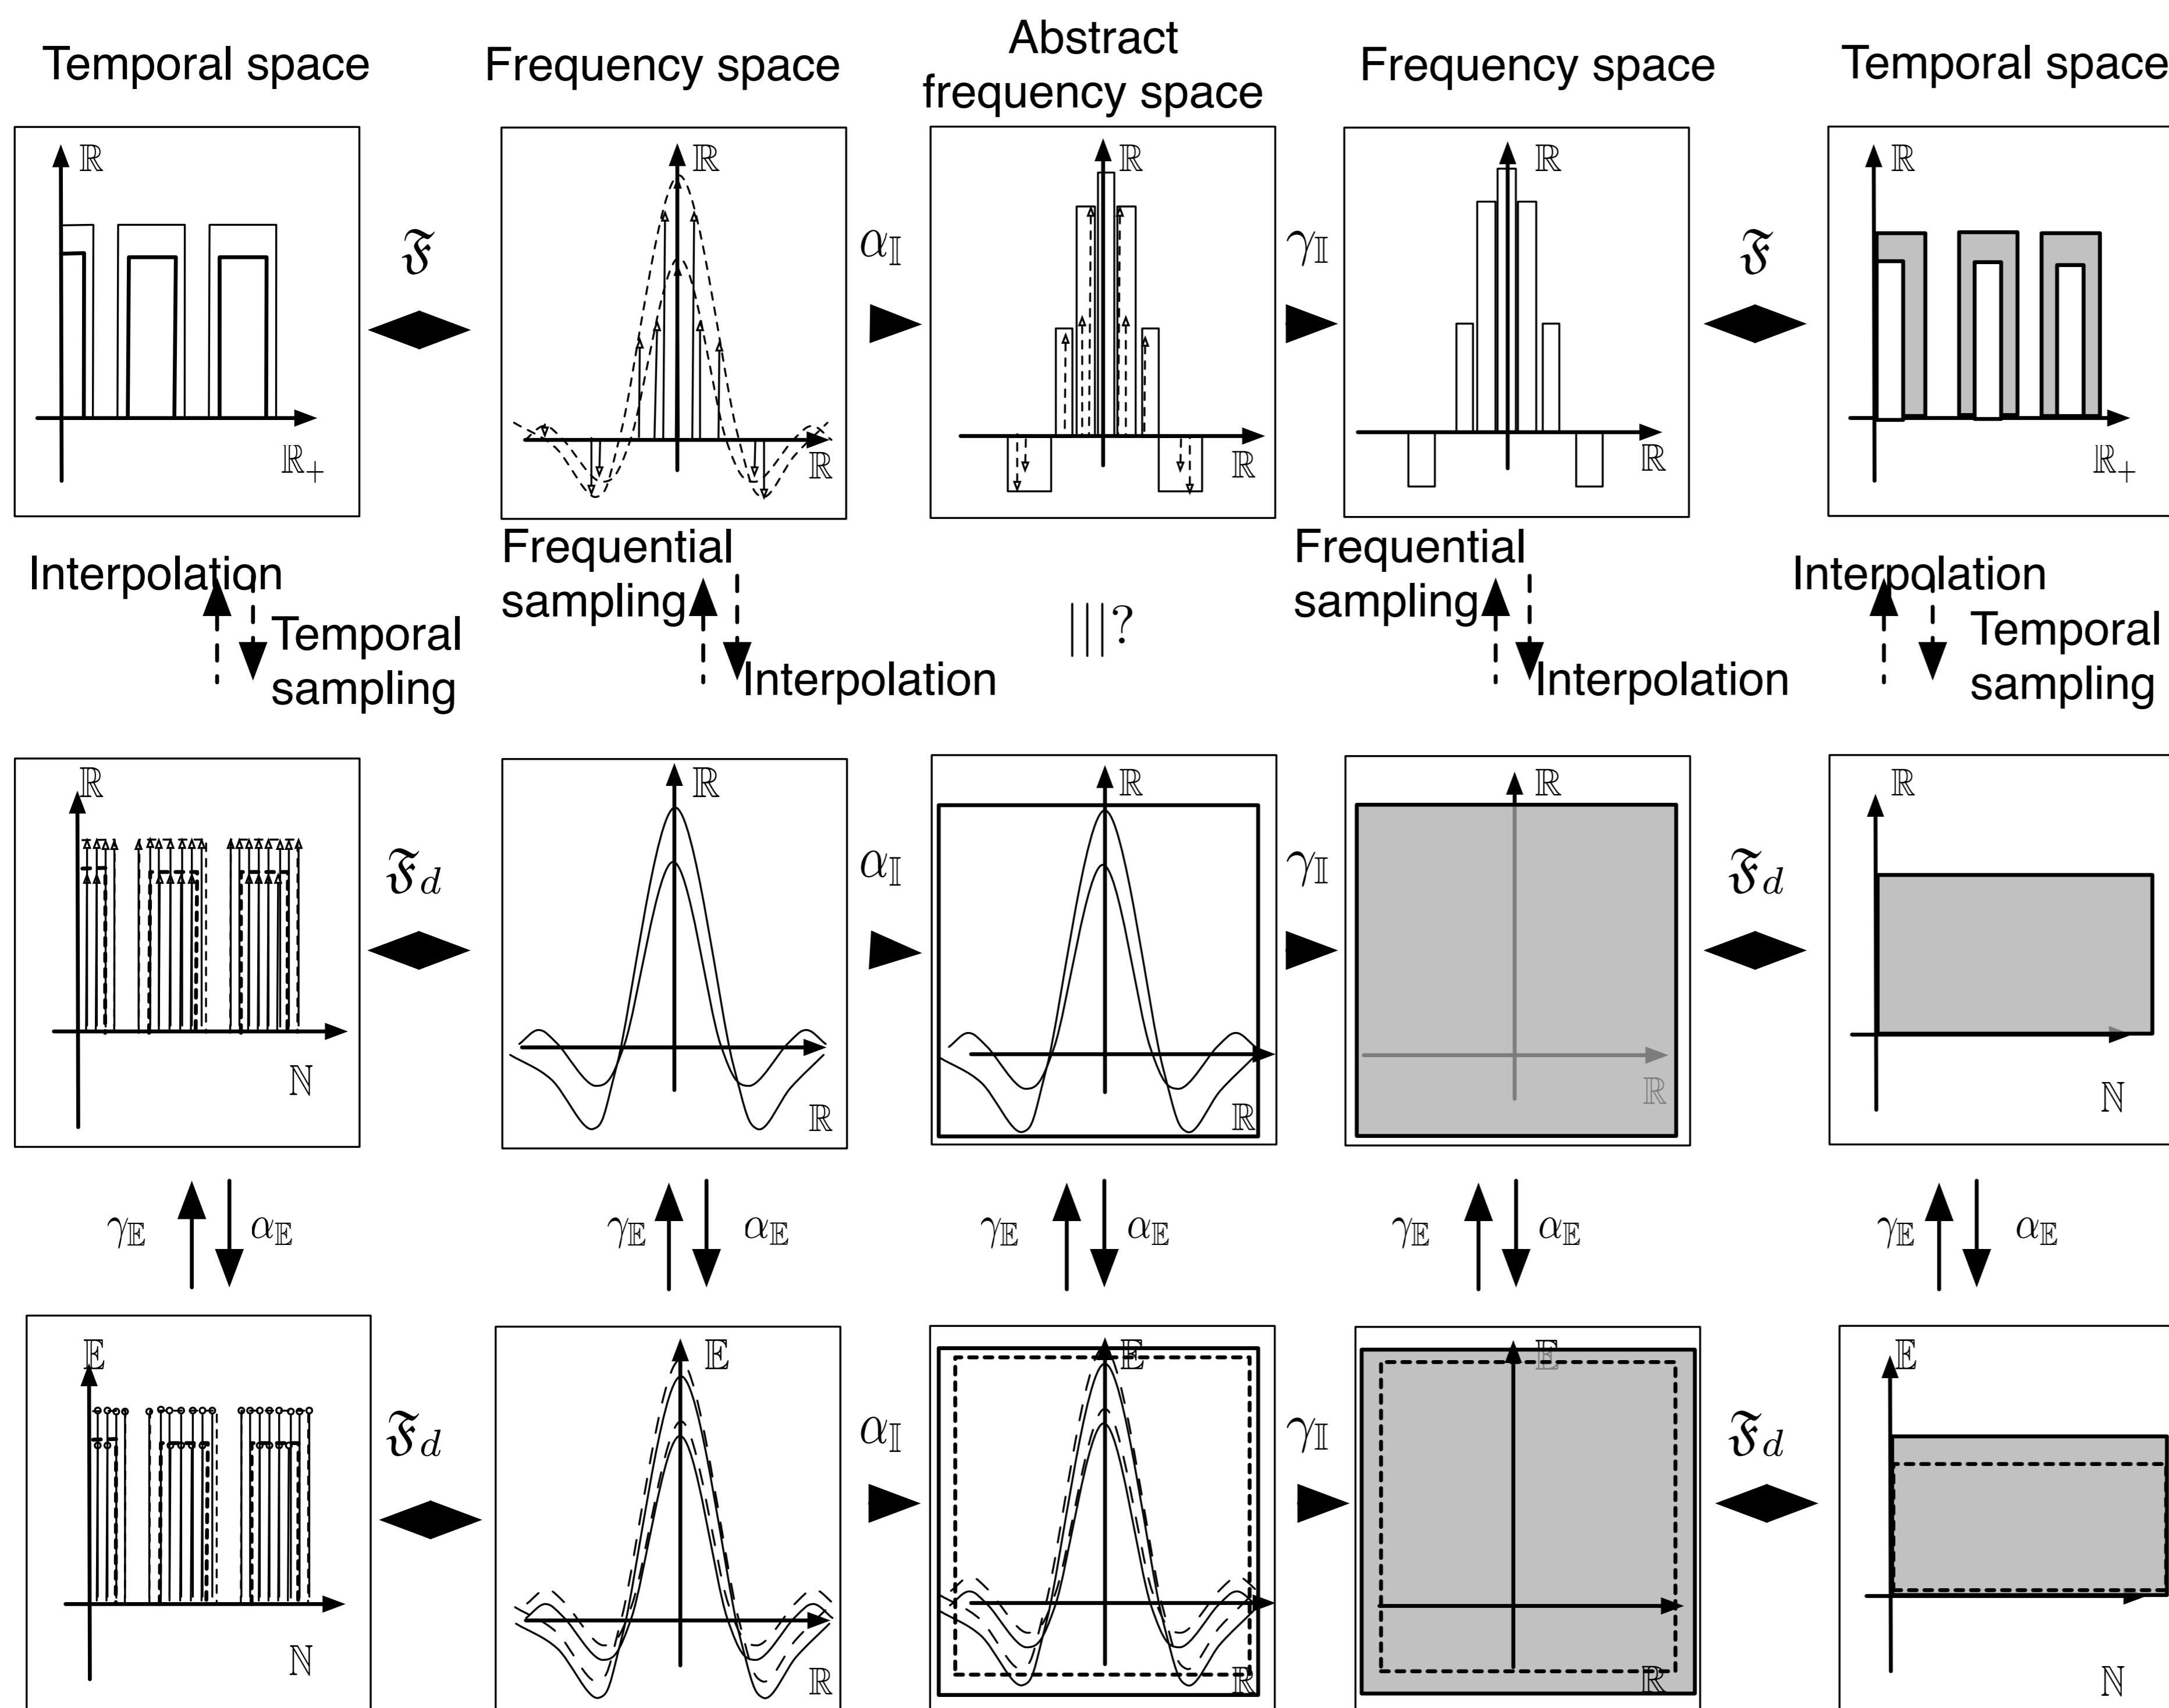 Temporal space
Frequency space
Abstract
frequency space
Frequency space
Temporal space
ℝ
ℝ₊
𝔉
ℝ
ℝ
α𝕀
ℝ
ℝ
γ𝕀
ℝ
ℝ
𝔉
ℝ
ℝ₊
Interpolation
Temporal
sampling
Frequential
sampling
Interpolation
|||?
Frequential
sampling
Interpolation
Interpolation
Temporal
sampling
ℝ
ℕ
𝔉d
ℝ
ℝ
α𝕀
ℝ
ℝ
γ𝕀
ℝ
ℝ
𝔉d
ℝ
ℕ
γ𝔼
α𝔼
γ𝔼
α𝔼
γ𝔼
α𝔼
γ𝔼
α𝔼
γ𝔼
α𝔼
𝔼
ℕ
𝔉d
𝔼
ℝ
α𝕀
𝔼
ℝ
γ𝕀
𝔼
ℝ
𝔉d
𝔼
ℕ